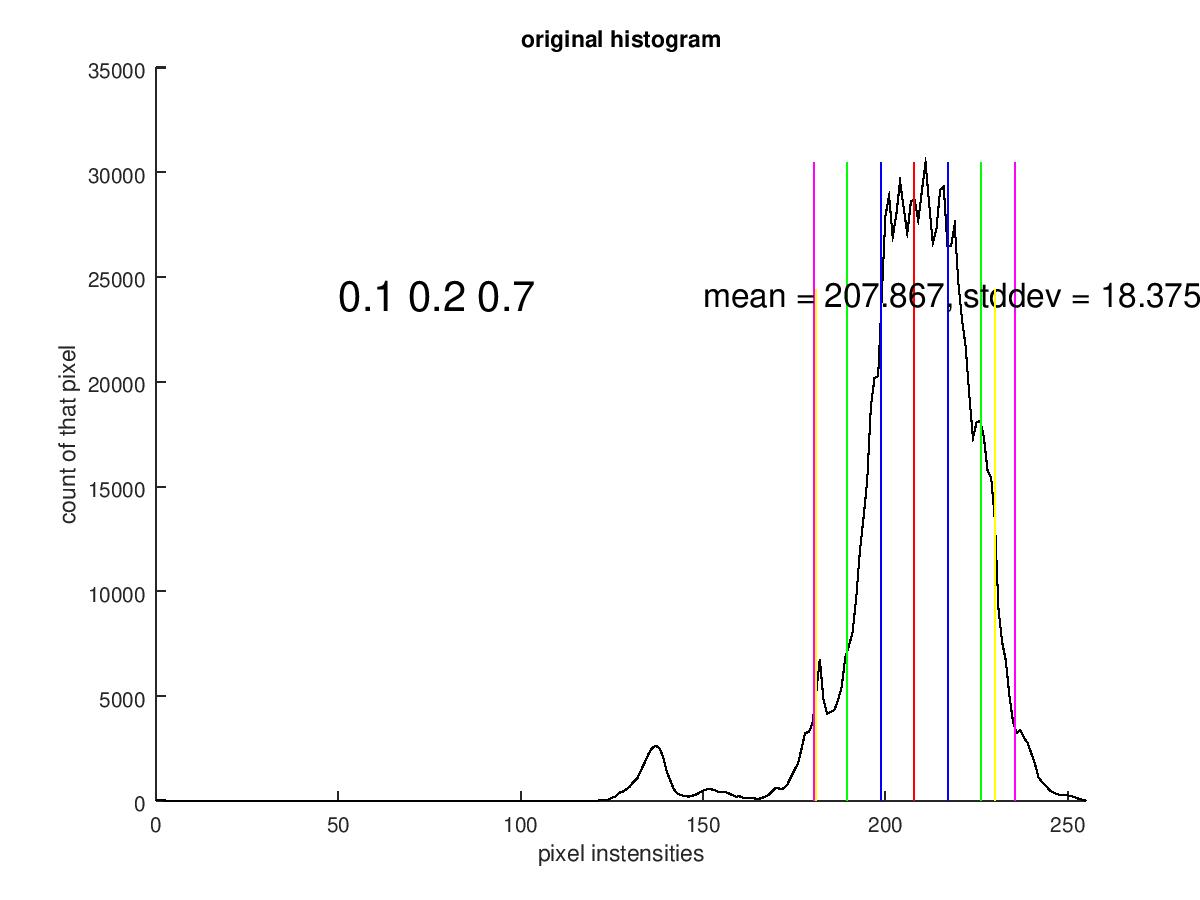 original histogram
35000
30000
25000
20000
15000
10000
5000
0
count of that pixel
0.1 0.2 0.7
mean = 207.867, stddev = 18.375
0 50 100 150 200 250
pixel instensities